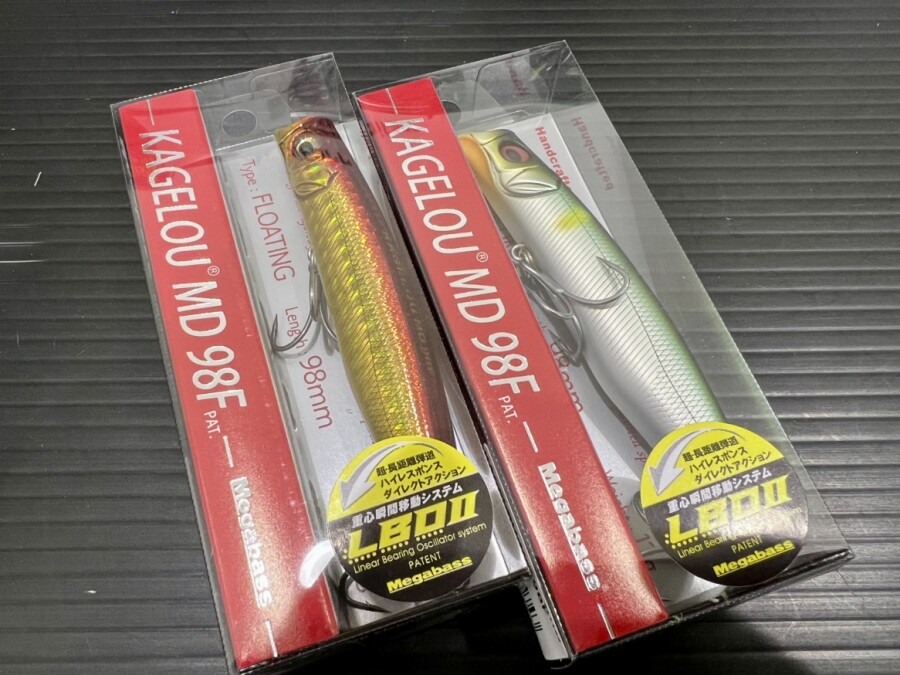 KAGELOU® MD 98F
PAT.
Megabass
Type : FLOATING
Length : 98mm
超・長距離弾道
ハイレスポンス
ダイレクトアクション
重心瞬間移動システム
LBOII
Linear Bearing Oscillator system
PATENT
Megabass
KAGELOU® MD 98F
PAT.
Megabass
Handcraft
Handcrafted
98mm
超・長距離弾道
ハイレスポンス
ダイレクトアクション
重心瞬間移動システム
LBOII
Linear Bearing Oscillator system
PATENT
Megabass